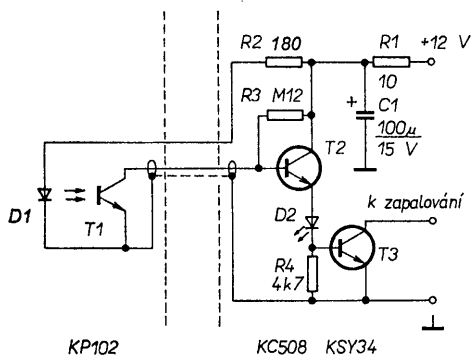 R2 180
R1
+12 V
R3 M12
10
+
C1
100µ
15 V
T2
D1
T1
D2
k zapalování
T3
R4
4k7
KP102
KC508
KSY34